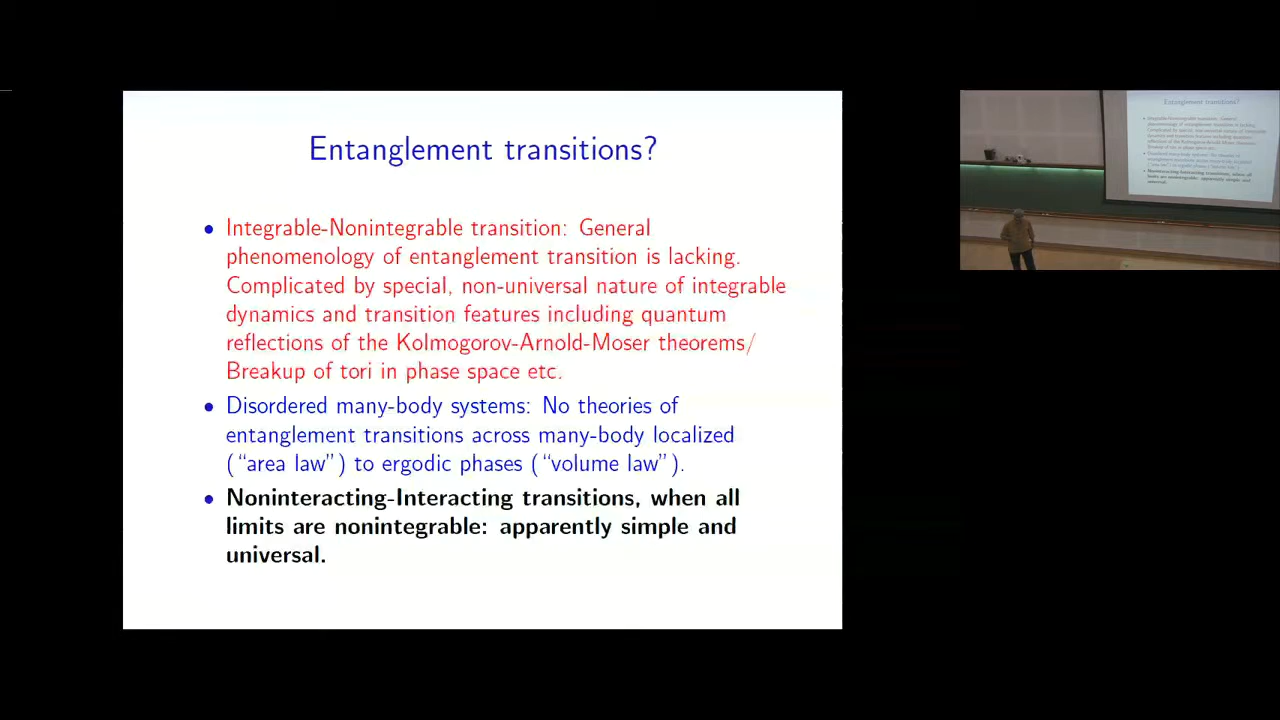 Entanglement transitions?
• Integrable-Nonintegrable transition: General
phenomenology of entanglement transition is lacking.
Complicated by special, non-universal nature of integrable
dynamics and transition features including quantum
reflections of the Kolmogorov-Arnold-Moser theorems/
Breakup of tori in phase space etc.
• Disordered many-body systems: No theories of
entanglement transitions across many-body localized
(“area law”) to ergodic phases (“volume law”).
• Noninteracting-Interacting transitions, when all
limits are nonintegrable: apparently simple and
universal.